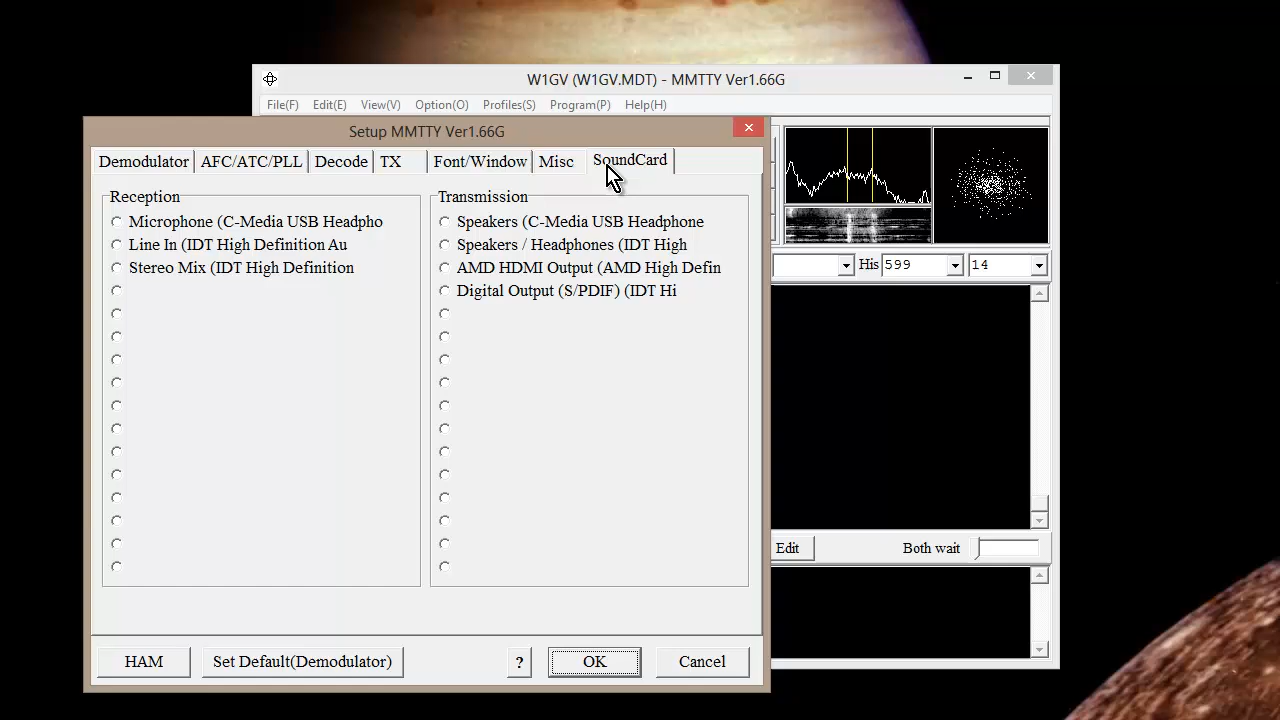 W1GV (W1GV.MDT) - MMTTY Ver1.66G
File(F) Edit(E) View(V) Option(O) Profiles(S) Program(P) Help(H)
Setup MMTTY Ver1.66G
Demodulator AFC/ATC/PLL Decode TX Font/Window Misc SoundCard
Reception
Microphone (C-Media USB Headpho
Line In (IDT High Definition Au
Stereo Mix (IDT High Definition
Transmission
Speakers (C-Media USB Headphone
Speakers / Headphones (IDT High
AMD HDMI Output (AMD High Defin
Digital Output (S/PDIF) (IDT Hi
His 599 14
Edit Both wait
HAM Set Default(Demodulator) ? OK Cancel